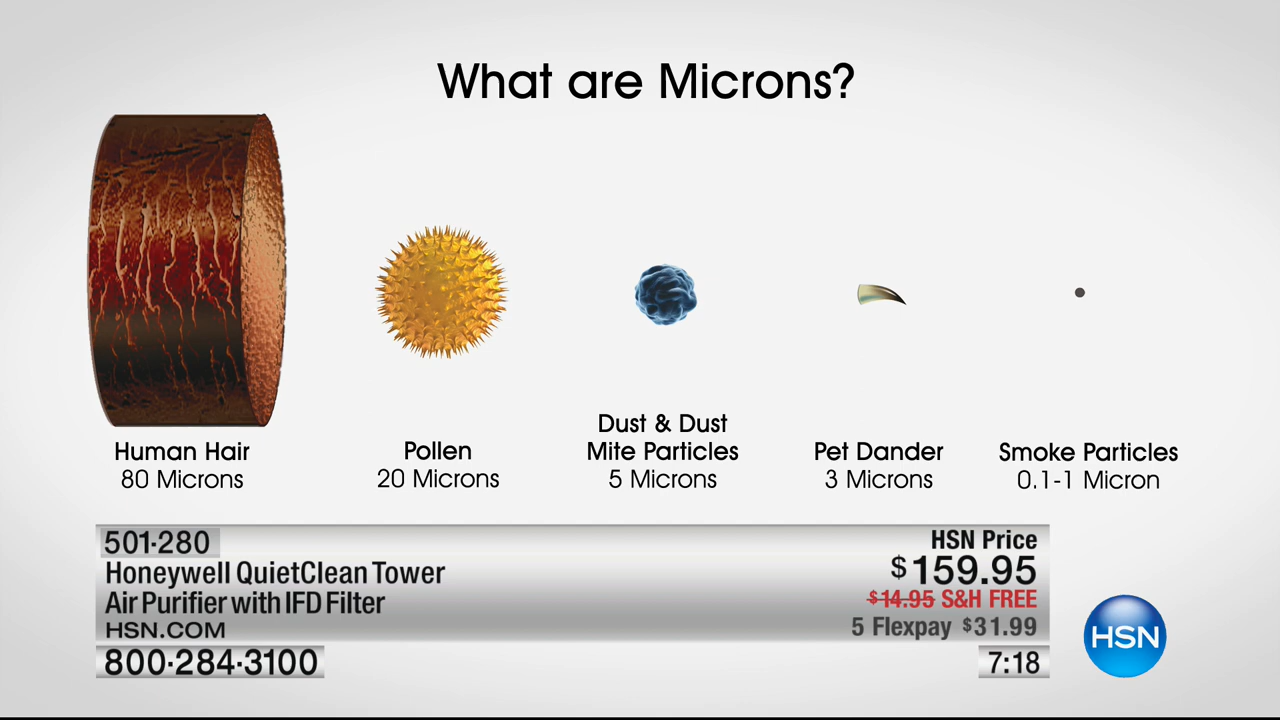 What are Microns?
Human Hair
80 Microns
Pollen
20 Microns
Dust & Dust
Mite Particles
5 Microns
Pet Dander
3 Microns
Smoke Particles
0.1-1 Micron
501·280
Honeywell QuietClean Tower
Air Purifier with IFD Filter
HSN.COM
800·284·3100
HSN Price
$159.95
$14.95 S&H FREE
5 Flexpay $31.99
7:18
HSN